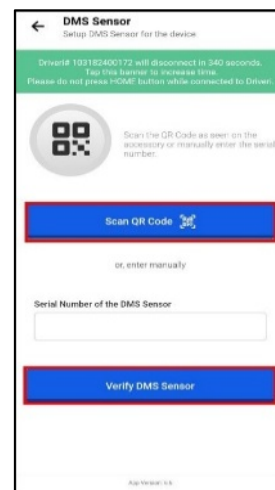 DMS Sensor
Setup DMS Sensor for the device
Driveri# 103182400172 will disconnect in 340 seconds.
Tap this banner to increase time.
Please do not press HOME button while connected to Driveri.
Scan the QR Code as seen on the
accessory or manually enter the serial
number.
Scan QR Code
or, enter manually
Serial Number of the DMS Sensor
Verify DMS Sensor